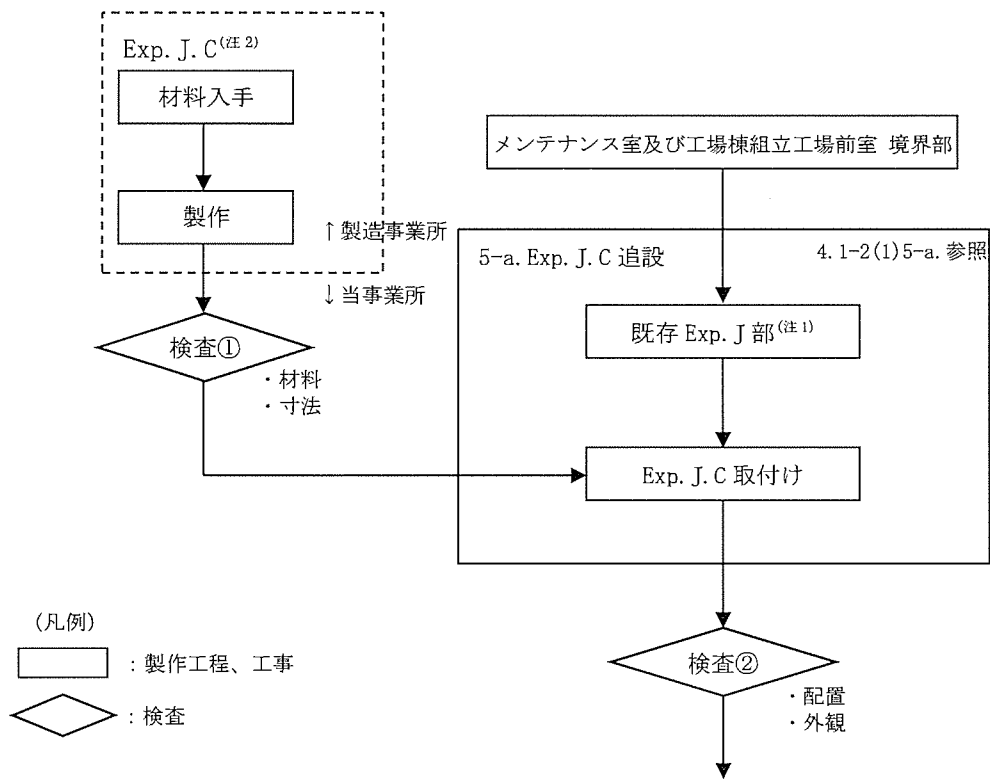 Exp. J. C(注 2)
材料入手
製作
↑製造事業所
↓当事業所
検査①
・材料
・寸法
メンテナンス室及び工場棟組立工場前室 境界部
5-a. Exp. J. C 追設
4. 1-2(1)5-a. 参照
既存 Exp. J 部(注 1)
Exp. J. C 取付け
検査②
・配置
・外観
(凡例)
：製作工程、工事
：検査